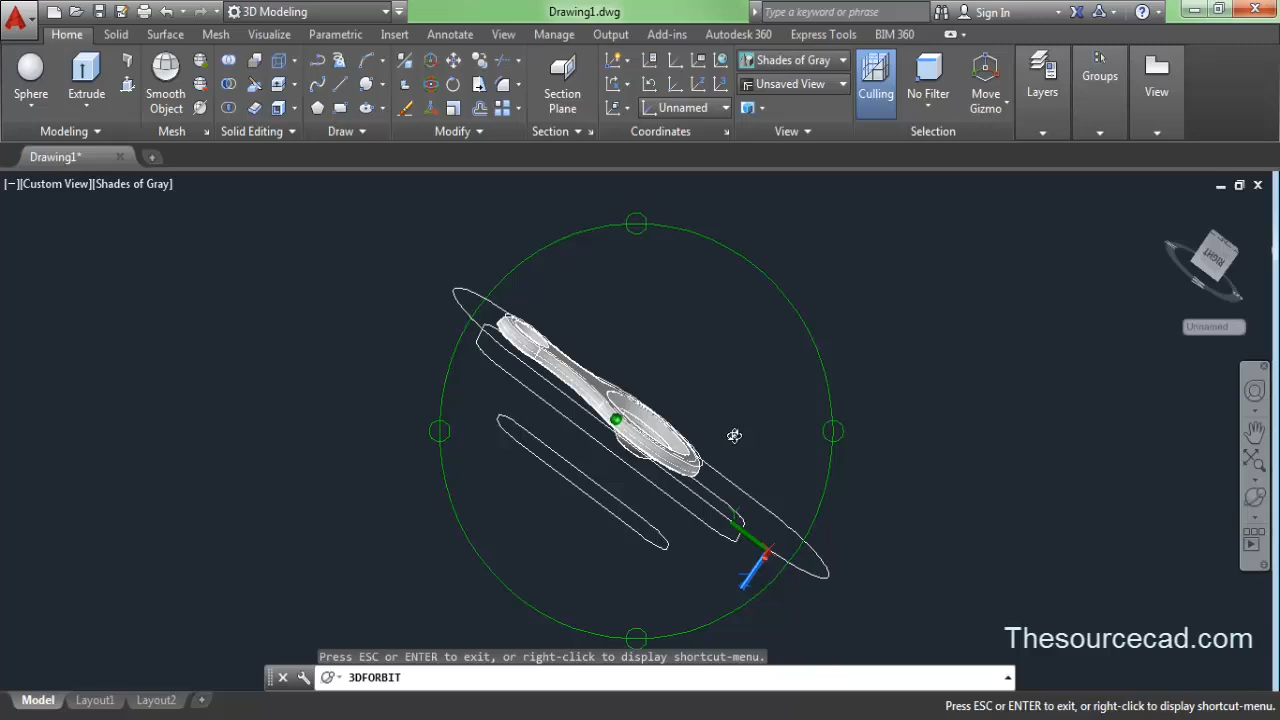 3D Modeling
Drawing1.dwg
Type a keyword or phrase
Sign In
Home
Solid
Surface
Mesh
Visualize
Parametric
Insert
Annotate
View
Manage
Output
Add-ins
Autodesk 360
Express Tools
BIM 360
Sphere
Extrude
Smooth
Object
Section
Plane
Shades of Gray
Unsaved View
Unnamed
Culling
No Filter
Move
Gizmo
Layers
Groups
View
Modeling
Mesh
Solid Editing
Draw
Modify
Section
Coordinates
View
Selection
Drawing1*
[−][Custom View][Shades of Gray]
RIGHT
Unnamed
Thesourcecad.com
Press ESC or ENTER to exit, or right-click to display shortcut-menu.
3DFORBIT
Model
Layout1
Layout2
Press ESC or ENTER to exit, or right-click to display shortcut-menu.